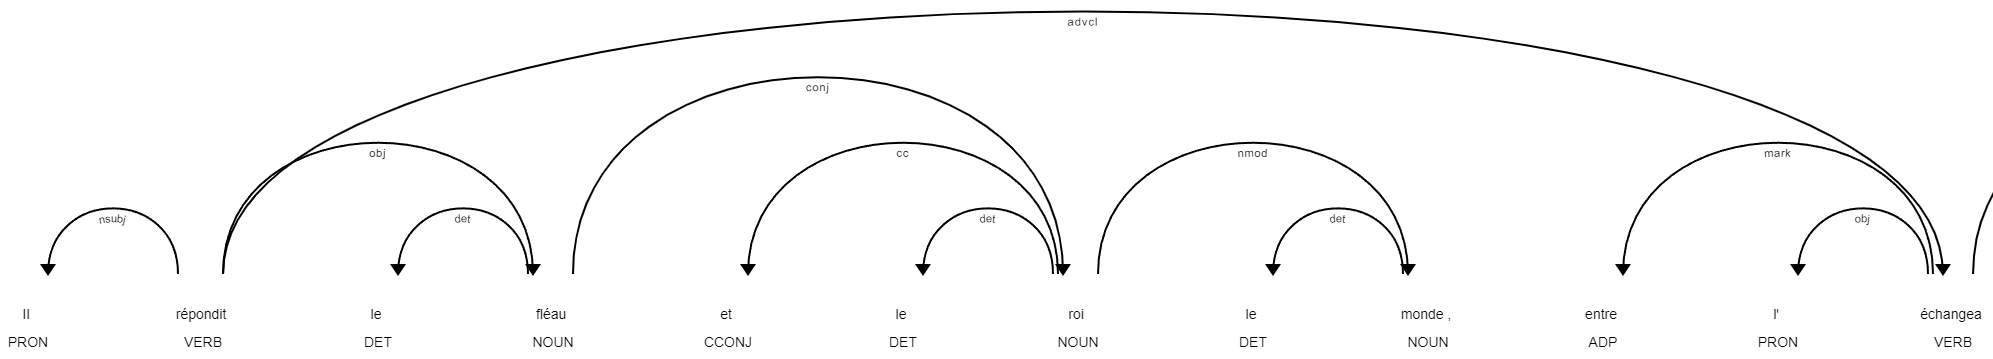 advcl
conj
obj cc nmod mark
nsubj det det det obj
Il répondit le fléau et le roi le monde , entre l' échangea
PRON VERB DET NOUN CCONJ DET NOUN DET NOUN ADP PRON VERB